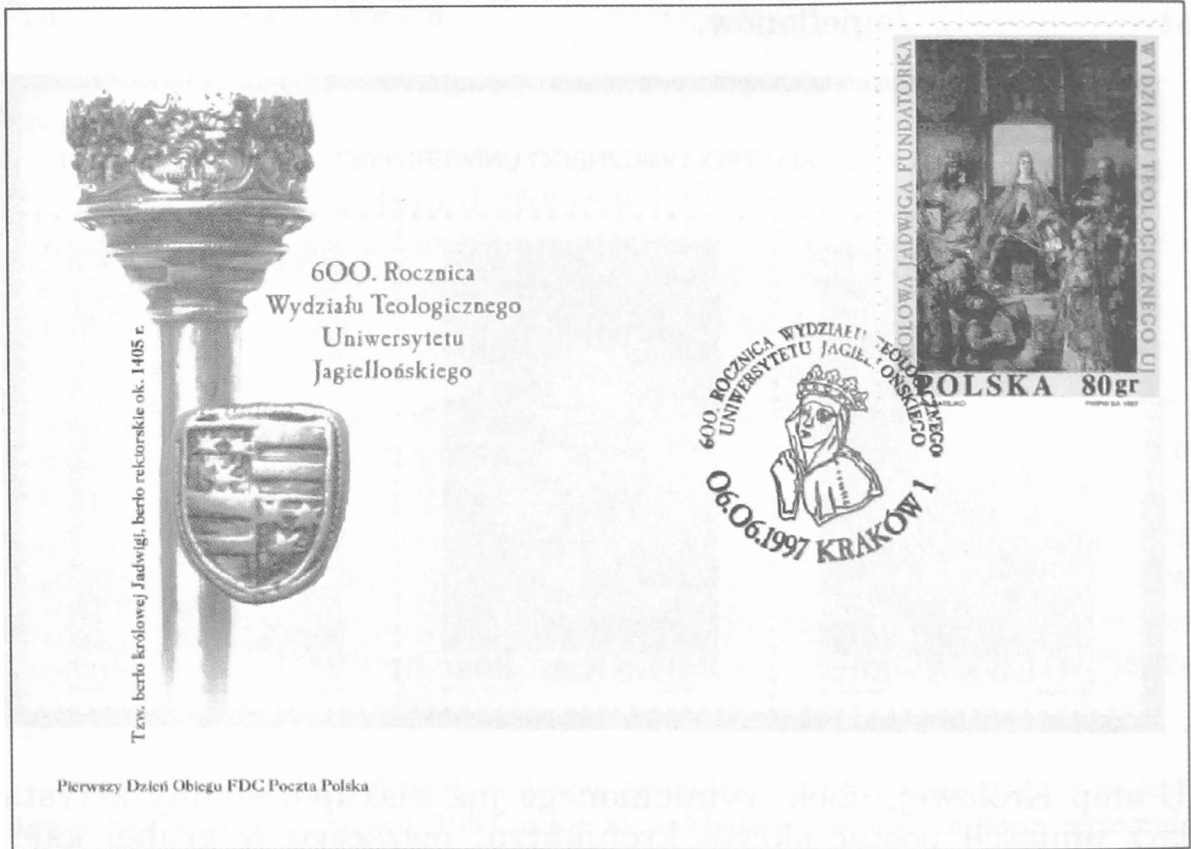 600. Rocznica
Wydziału Teologicznego
Uniwersytetu
Jagiellońskiego
Tzw. berło królowej Jadwigi, berło rektorskie ok. 1405 r.
Pierwszy Dzień Obiegu FDC Poczta Polska
KRÓLOWA JADWIGA FUNDATORKA
WYDZIAŁU TEOLOGICZNEGO UJ
POLSKA 80gr
600. ROCZNICA WYDZIAŁU TEOLOGICZNEGO
UNIWERSYTETU JAGIELLOŃSKIEGO
06.06.1997 KRAKÓW 1